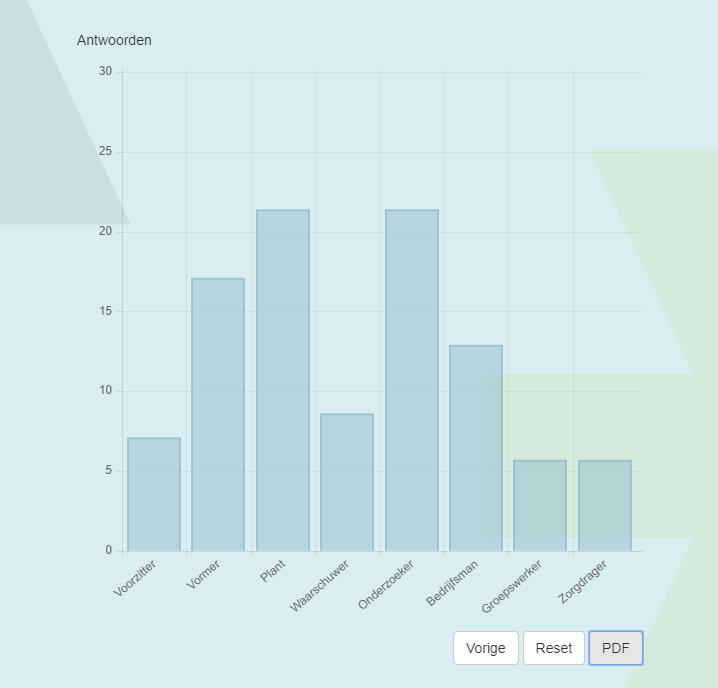 Antwoorden
30
25
20
15
10
5
0
Voorzitter
Vormer
Plant
Waarschuwer
Onderzoeker
Bedrijfsman
Groepswerker
Zorgdrager
Vorige Reset PDF